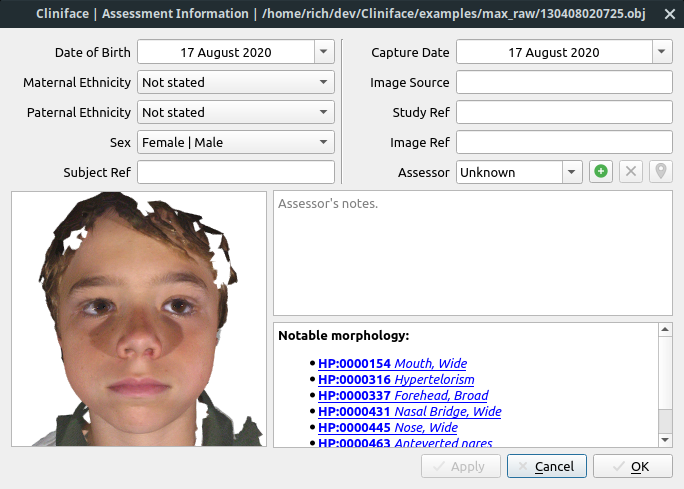 Cliniface | Assessment Information | /home/rich/dev/Cliniface/examples/max_raw/130408020725.obj
Date of Birth 17 August 2020
Maternal Ethnicity Not stated
Paternal Ethnicity Not stated
Sex Female | Male
Subject Ref
Capture Date 17 August 2020
Image Source
Study Ref
Image Ref
Assessor Unknown
Assessor's notes.
Notable morphology:
HP:0000154 Mouth, Wide
HP:0000316 Hypertelorism
HP:0000337 Forehead, Broad
HP:0000431 Nasal Bridge, Wide
HP:0000445 Nose, Wide
HP:0000463 Anteverted nares
Apply Cancel OK